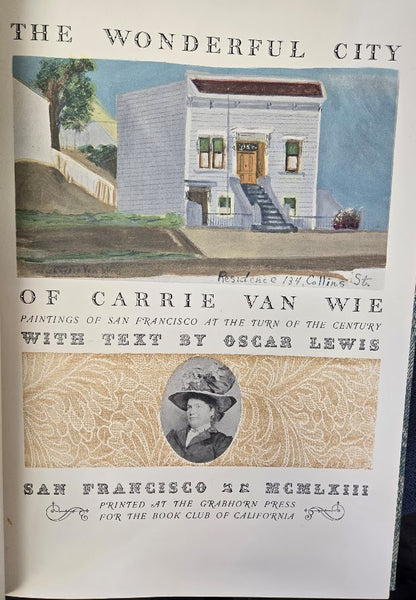 THE WONDERFUL CITY
Residence 134, Collins St.
OF CARRIE VAN WIE
PAINTINGS OF SAN FRANCISCO AT THE TURN OF THE CENTURY
WITH TEXT BY OSCAR LEWIS
SAN FRANCISCO MCMLXIII
PRINTED AT THE GRABHORN PRESS
FOR THE BOOK CLUB OF CALIFORNIA